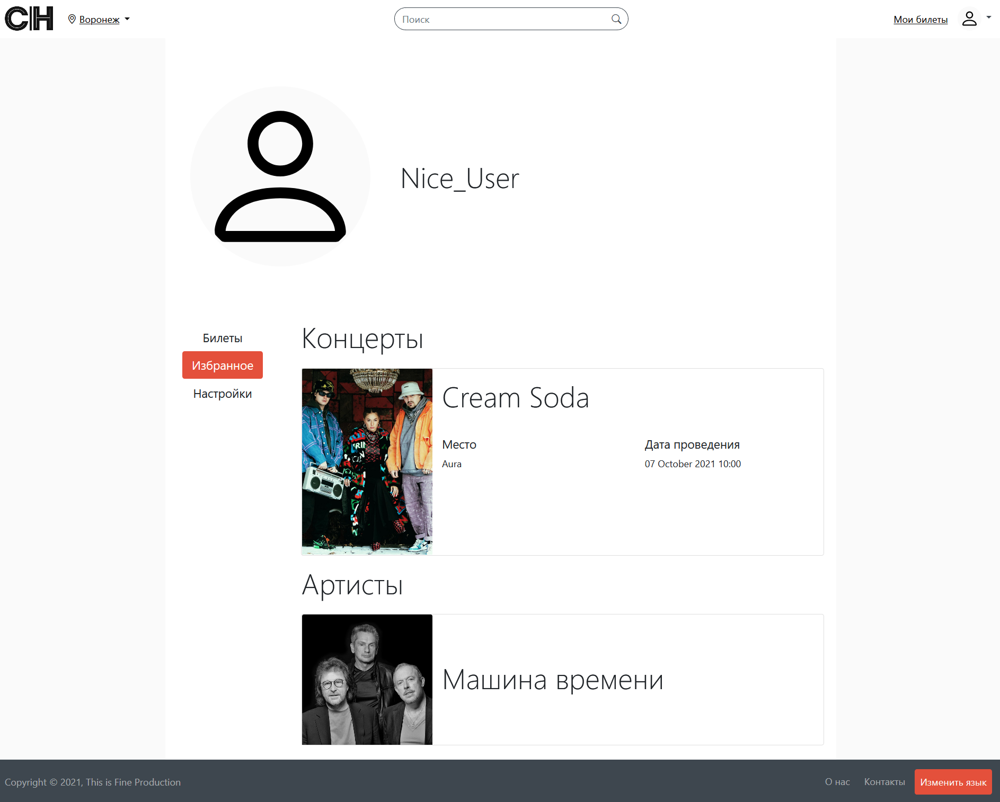 CH
Воронеж
Поиск
Мои билеты
Nice_User
Билеты
Избранное
Настройки
Концерты
Cream Soda
Место
Дата проведения
Aura
07 October 2021 10:00
Артисты
Машина времени
Copyright © 2021, This is Fine Production
О нас
Контакты
Изменить язык